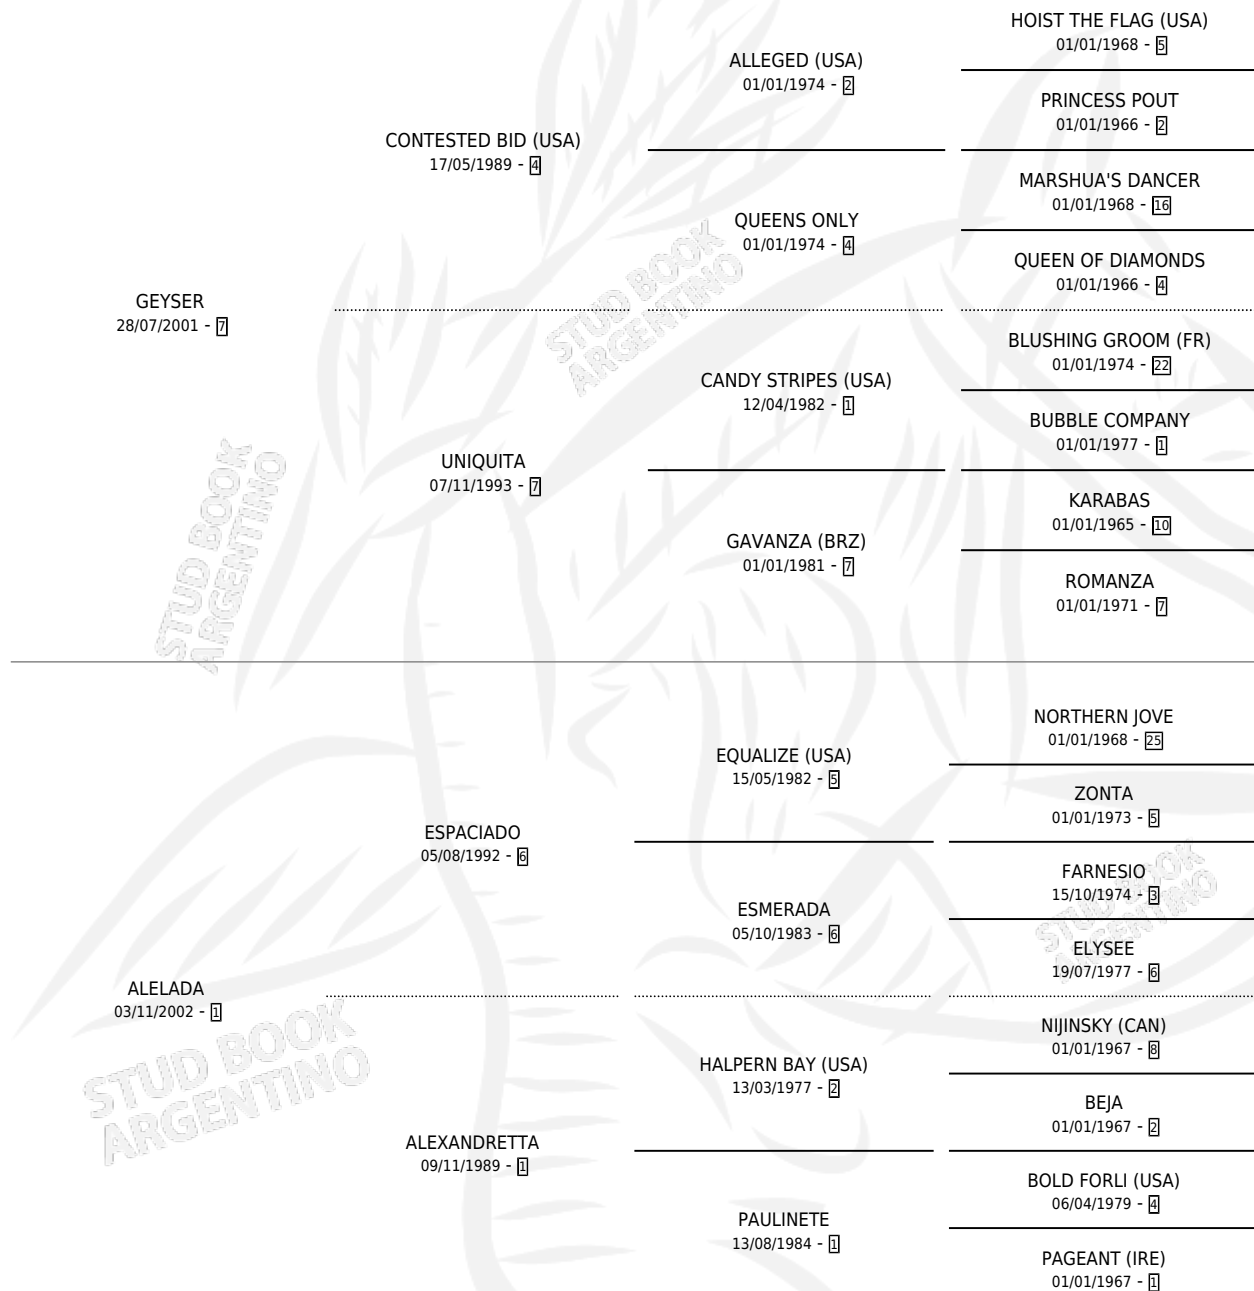 HOIST THE FLAG (USA)
01/01/1968 - 5
ALLEGED (USA)
01/01/1974 - 2
PRINCESS POUT
01/01/1966 - 2
CONTESTED BID (USA)
17/05/1989 - 4
MARSHUA'S DANCER
01/01/1968 - 16
QUEENS ONLY
01/01/1974 - 4
QUEEN OF DIAMONDS
01/01/1966 - 4
GEYSER
28/07/2001 - 7
BLUSHING GROOM (FR)
01/01/1974 - 22
CANDY STRIPES (USA)
12/04/1982 - 1
BUBBLE COMPANY
01/01/1977 - 1
UNIQUITA
07/11/1993 - 7
KARABAS
01/01/1965 - 10
GAVANZA (BRZ)
01/01/1981 - 7
ROMANZA
01/01/1971 - 7
STUD BOOK
ARGENTINO
STUD BOOK
ARGENTINO
NORTHERN JOVE
01/01/1968 - 25
EQUALIZE (USA)
15/05/1982 - 5
ZONTA
01/01/1973 - 5
ESPACIADO
05/08/1992 - 6
FARNESIO
15/10/1974 - 3
ESMERADA
05/10/1983 - 6
ELYSEE
19/07/1977 - 6
STUD BOOK
ARGENTINO
ALELADA
03/11/2002 - 1
NIJINSKY (CAN)
01/01/1967 - 8
HALPERN BAY (USA)
13/03/1977 - 2
BEJA
01/01/1967 - 2
STUD BOOK
ARGENTINO
ALEXANDRETTA
09/11/1989 - 1
BOLD FORLI (USA)
06/04/1979 - 4
PAULINETE
13/08/1984 - 1
PAGEANT (IRE)
01/01/1967 - 1